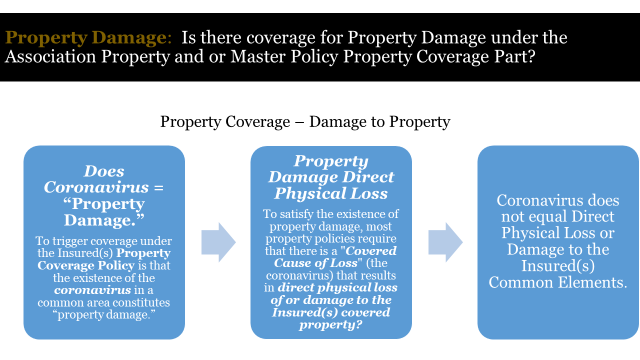 Property Damage: Is there coverage for Property Damage under the
Association Property and or Master Policy Property Coverage Part?
Property Coverage – Damage to Property
Does
Coronavirus =
“Property
Damage.”
To trigger coverage under
the Insured(s) Property
Coverage Policy is that
the existence of the
coronavirus in a
common area constitutes
“property damage.”
Property
Damage Direct
Physical Loss
To satisfy the existence of
property damage, most
property policies require
that there is a "Covered
Cause of Loss" (the
coronavirus) that results
in direct physical loss
of or damage to the
Insured(s) covered
property?
Coronavirus does
not equal Direct
Physical Loss or
Damage to the
Insured(s)
Common Elements.